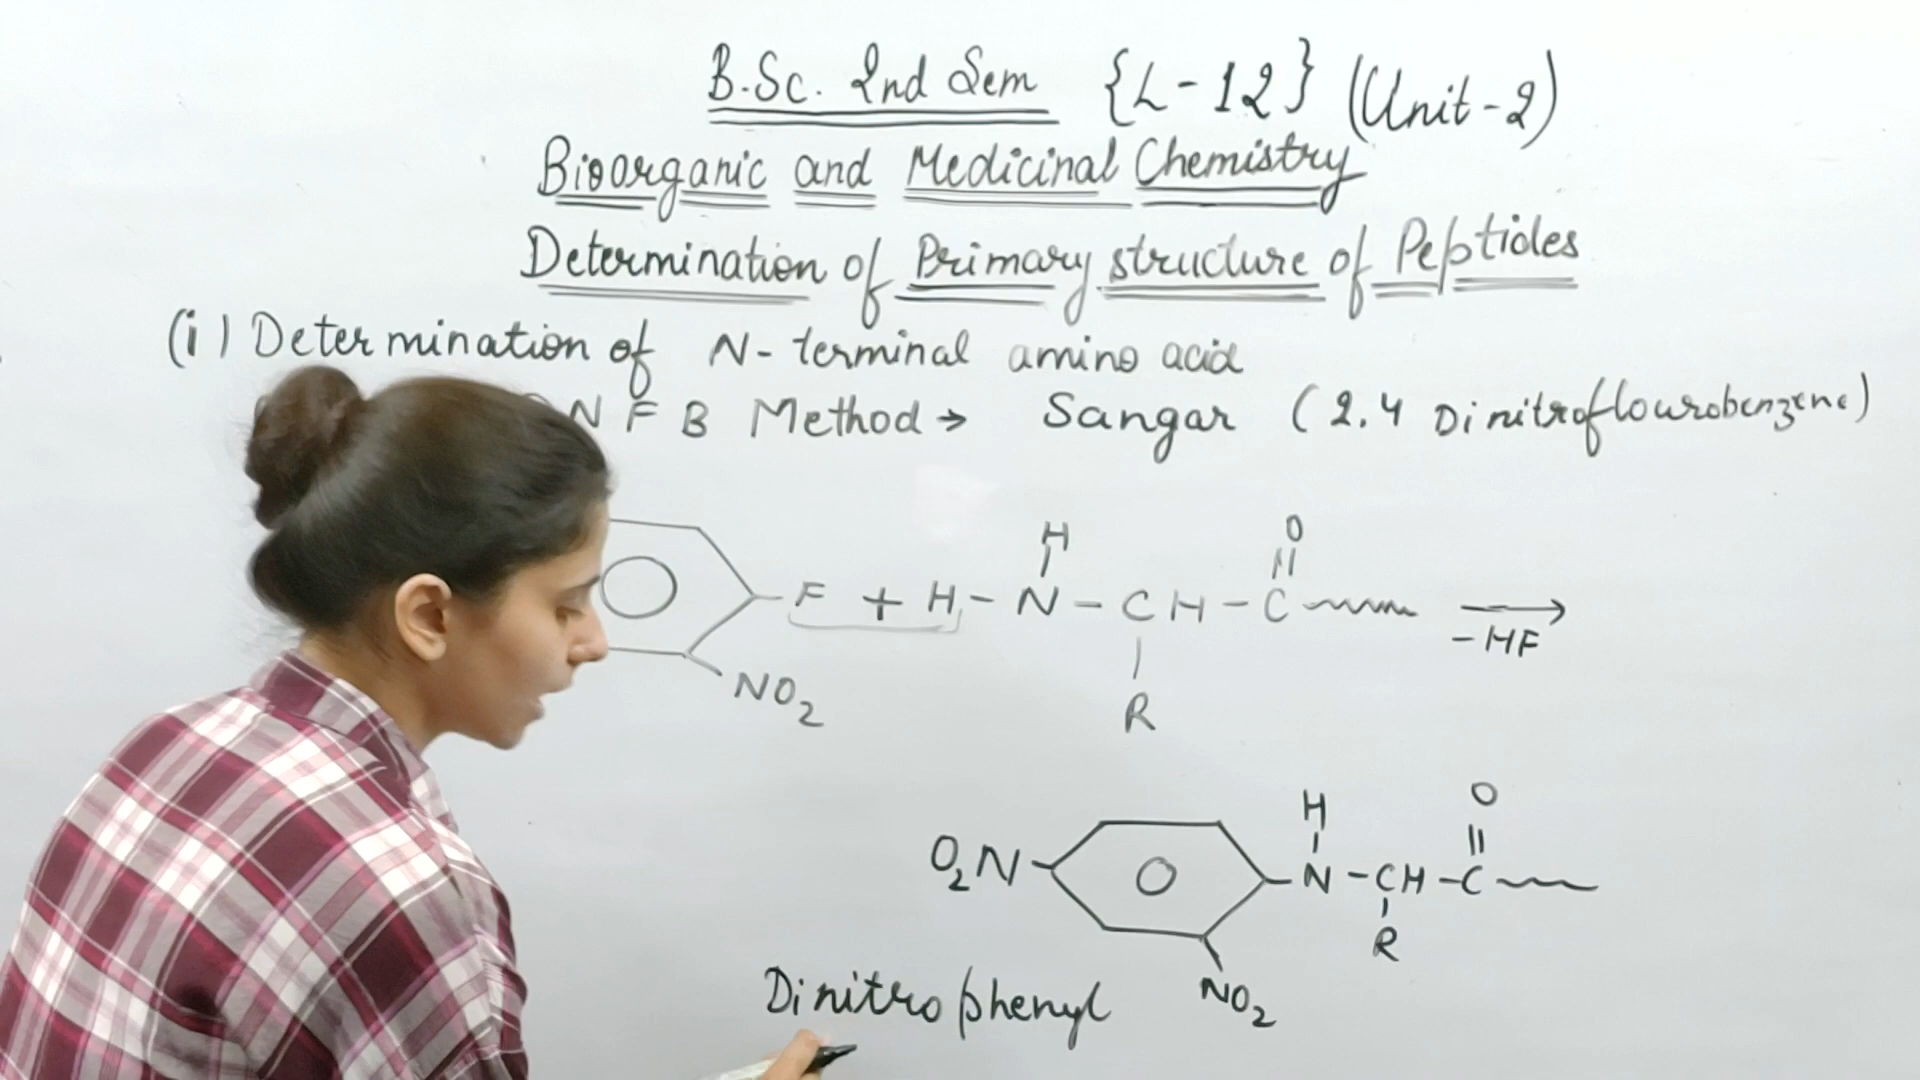 B.Sc. 2nd Sem {L-12} (Unit-2)
Bioorganic and Medicinal Chemistry
Determination of Primary structure of Peptides
(i) Determination of N-terminal amino acid
NFB Method → Sangar (2.4 Dinitroflourobenzene)
H O
F + H - N - CH - C →
- HF
NO2
R
H O
O2N N - CH - C
R
NO2
Dinitrophenyl